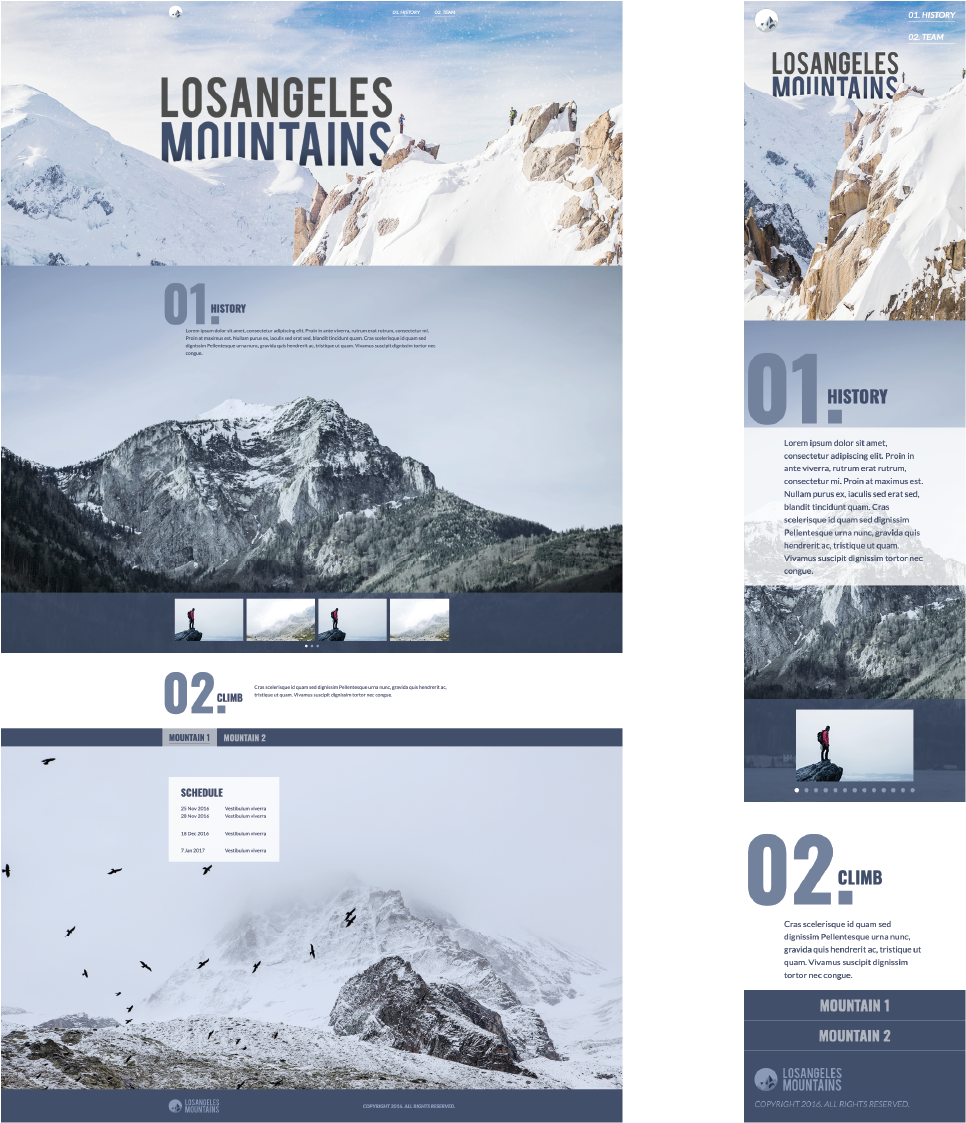 01. HISTORY
02. TEAM
LOSANGELES
MOUNTAINS
01.
HISTORY
Lorem ipsum dolor sit amet, consectetur adipiscing elit. Proin in ante viverra, rutrum erat rutrum, consectetur mi.
Proin at maximus est. Nullam purus ex, iaculis sed erat sed, blandit tincidunt quam. Cras scelerisque id quam sed
dignissim Pellentesque urna nunc, gravida quis hendrerit ac, tristique ut quam. Vivamus suscipit dignissim tortor nec
congue.
02.
CLIMB
Cras scelerisque id quam sed dignissim Pellentesque urna nunc, gravida quis hendrerit ac,
tristique ut quam. Vivamus suscipit dignissim tortor nec congue.
MOUNTAIN 1
MOUNTAIN 2
SCHEDULE
25 Nov 2016 Vestibulum viverra
28 Nov 2016 Vestibulum viverra
18 Dec 2016 Vestibulum viverra
7 Jan 2017 Vestibulum viverra
LOSANGELES
MOUNTAINS
COPYRIGHT 2016. ALL RIGHTS RESERVED.
01. HISTORY
02. TEAM
LOSANGELES
MOUNTAINS
01.
HISTORY
Lorem ipsum dolor sit amet,
consectetur adipiscing elit. Proin in
ante viverra, rutrum erat rutrum,
consectetur mi. Proin at maximus est.
Nullam purus ex, iaculis sed erat sed,
blandit tincidunt quam. Cras
scelerisque id quam sed dignissim
Pellentesque urna nunc, gravida quis
hendrerit ac, tristique ut quam.
Vivamus suscipit dignissim tortor nec
congue.
02.
CLIMB
Cras scelerisque id quam sed
dignissim Pellentesque urna nunc,
gravida quis hendrerit ac, tristique ut
quam. Vivamus suscipit dignissim
tortor nec congue.
MOUNTAIN 1
MOUNTAIN 2
LOSANGELES
MOUNTAINS
COPYRIGHT 2016. ALL RIGHTS RESERVED.